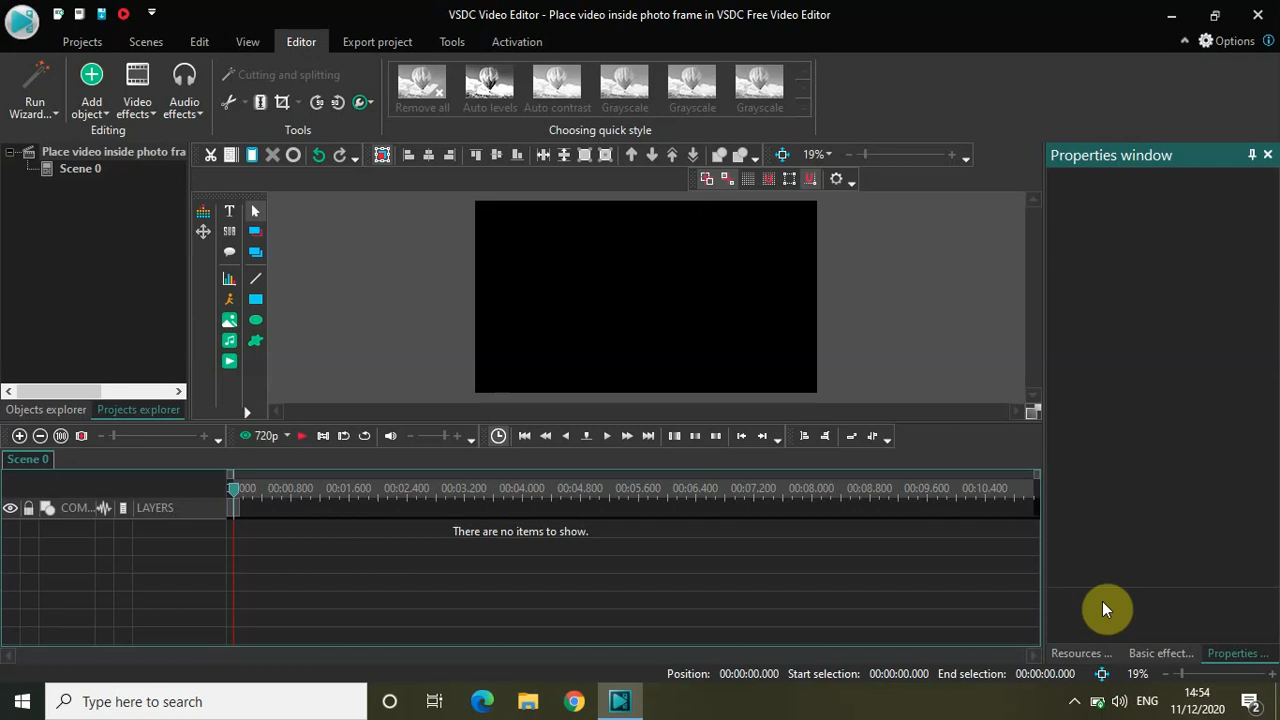 VSDC Video Editor - Place video inside photo frame in VSDC Free Video Editor
Projects Scenes Edit View Editor Export project Tools Activation
Options
Run Wizard...
Add object
Video effects
Audio effects
Editing
Cutting and splitting
Tools
Remove all Auto levels Auto contrast Grayscale Grayscale Grayscale
Choosing quick style
Place video inside photo fra
Scene 0
19%
Properties window
T
SUB
Objects explorer Projects explorer
100
720p
Scene 0
000 00:00.800 00:01.600 00:02.400 00:03.200 00:04.000 00:04.800 00:05.600 00:06.400 00:07.200 00:08.000 00:08.800 00:09.600 00:10.400
COM... LAYERS
There are no items to show.
Resources ... Basic effect... Properties ...
Position: 00:00:00.000 Start selection: 00:00:00.000 End selection: 00:00:00.000 19%
Type here to search
ENG
14:54
11/12/2020
2